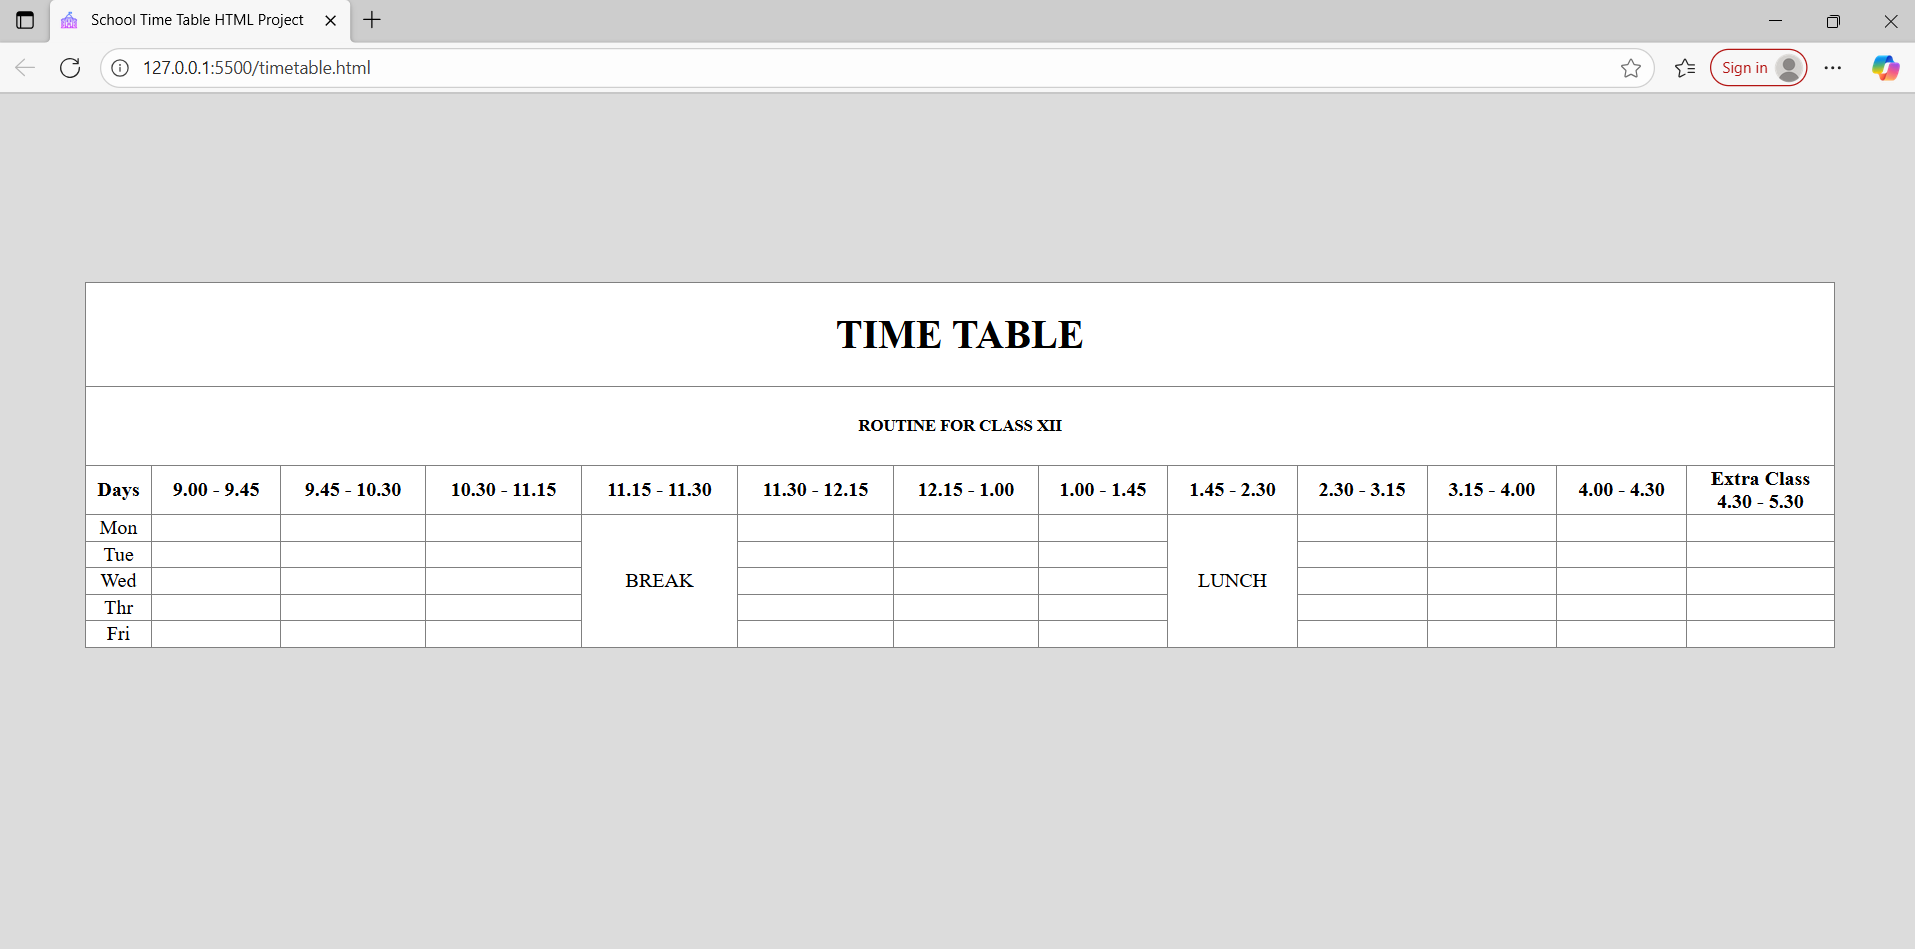 School Time Table HTML Project
127.0.0.1:5500/timetable.html
Sign in
TIME TABLE
ROUTINE FOR CLASS XII
Days 9.00 - 9.45 9.45 - 10.30 10.30 - 11.15 11.15 - 11.30 11.30 - 12.15 12.15 - 1.00 1.00 - 1.45 1.45 - 2.30 2.30 - 3.15 3.15 - 4.00 4.00 - 4.30 Extra Class
4.30 - 5.30
Mon
Tue
Wed BREAK LUNCH
Thr
Fri